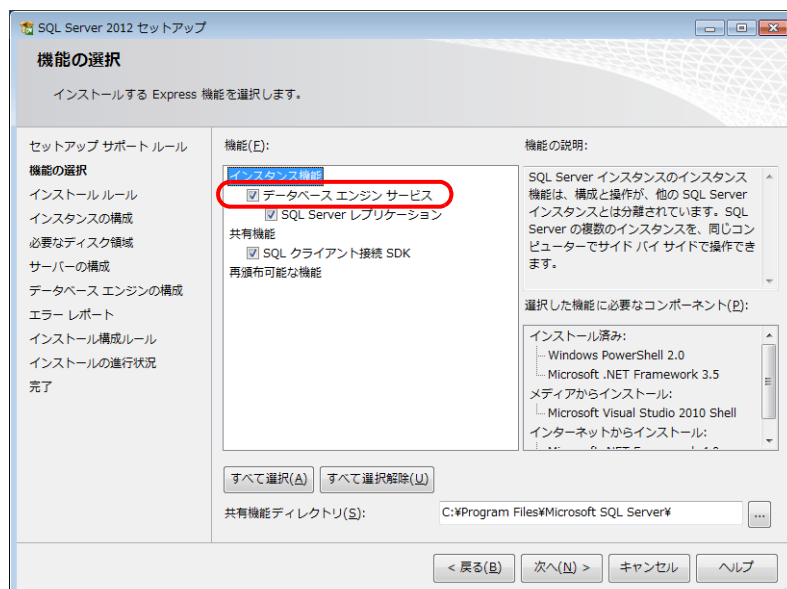 SQL Server 2012 セットアップ
機能の選択
インストールする Express 機能を選択します。
セットアップ サポート ルール
機能の選択
インストール ルール
インスタンスの構成
必要なディスク領域
サーバーの構成
データベース エンジンの構成
エラー レポート
インストール構成ルール
インストールの進行状況
完了
機能(F):
インスタンス機能
データベース エンジン サービス
SQL Server レプリケーション
共有機能
SQL クライアント接続 SDK
再頒布可能な機能
機能の説明:
SQL Server インスタンスのインスタンス
機能は、構成と操作が、他の SQL Server
インスタンスとは分離されています。SQL
Server の複数のインスタンスを、同じコン
ピューターでサイド バイ サイドで操作でき
ます。
選択した機能に必要なコンポーネント(P):
インストール済み:
Windows PowerShell 2.0
Microsoft .NET Framework 3.5
メディアからインストール:
Microsoft Visual Studio 2010 Shell
インターネットからインストール:
すべて選択(A)
すべて選択解除(U)
共有機能ディレクトリ(S):
C:¥Program Files¥Microsoft SQL Server¥
...
< 戻る(B)
次へ(N) >
キャンセル
ヘルプ